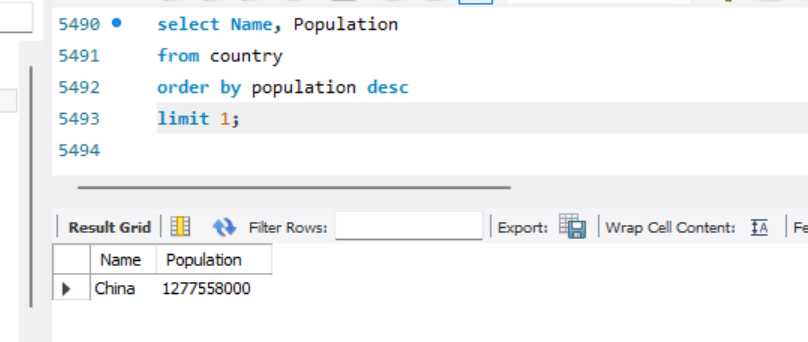 5490 select Name, Population
5491 from country
5492 order by population desc
5493 limit 1;
5494
Result Grid Filter Rows: Export: Wrap Cell Content: Fe
Name Population
China 1277558000